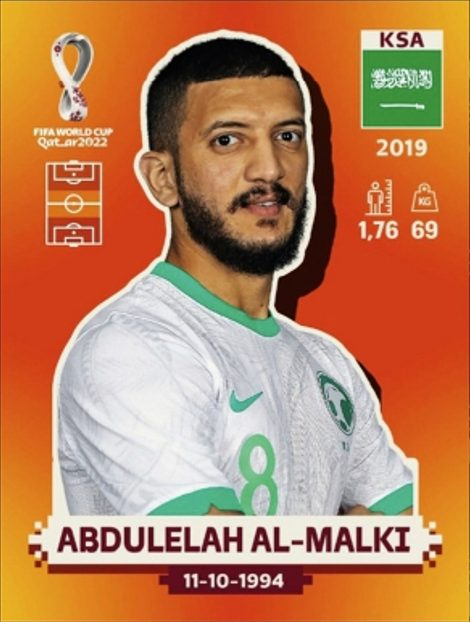 FIFA WORLD CUP
Qatar2022
KSA
2019
KG
1,76 69
8
ABDULELAH AL-MALKI
11-10-1994